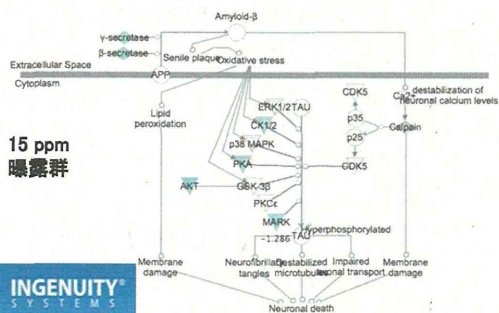 Amyloid-β
γ-secretase
β-secretase
Senile plaque
Oxidative stress
Extracellular Space
APP
Cytoplasm
destabilization of
neuronal calcium levels
Ca2+
CDK5
Lipid
peroxidation
ERK1/2
TAU
CK1/2
p35
p38 MAPK
p25
Calpain
15 ppm
曝露群
PKA
CDK5
AKT
GSK-3β
PKCε
MARK
-1.286
Hyperphosphorylated
TAU
Membrane
damage
Neurofibrillary
tangles
Destabilized
microtubules
Impaired
axonal transport
Membrane
damage
Neuronal death
INGENUITY®
SYSTEMS